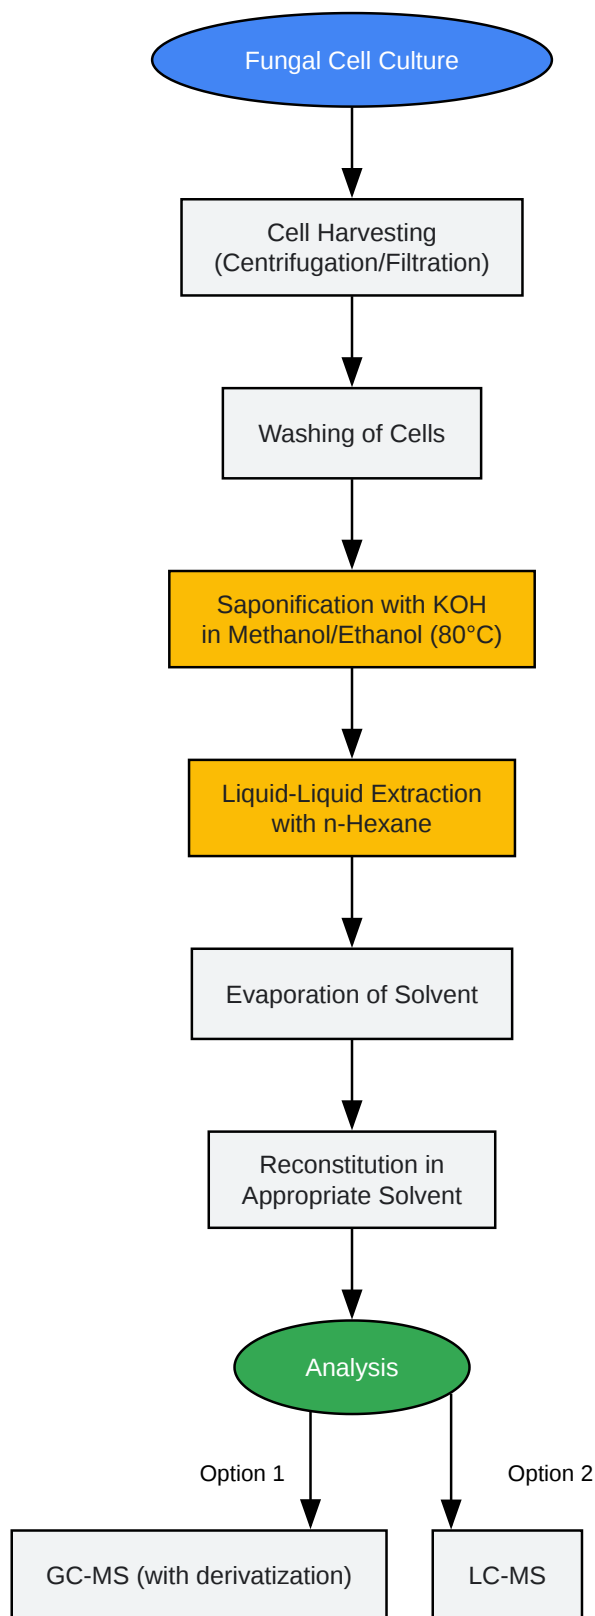 Fungal Cell Culture
Cell Harvesting
(Centrifugation/Filtration)
Washing of Cells
Saponification with KOH
in Methanol/Ethanol (80°C)
Liquid-Liquid Extraction
with n-Hexane
Evaporation of Solvent
Reconstitution in
Appropriate Solvent
Analysis
Option 1
Option 2
GC-MS (with derivatization)
LC-MS